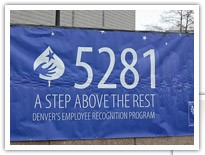 5281
A STEP ABOVE THE REST
DENVER'S EMPLOYEE RECOGNITION PROGRAM